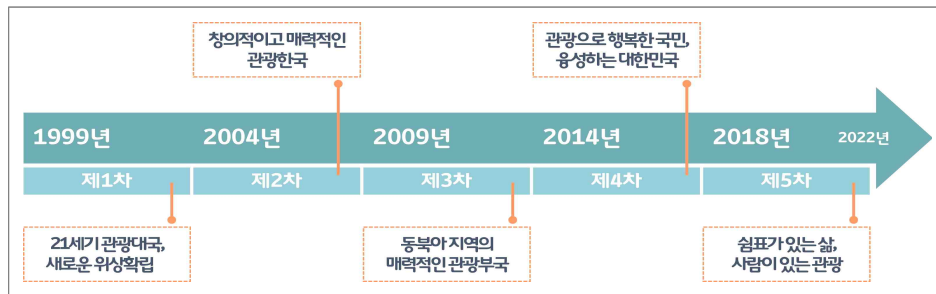 창의적이고 매력적인
관광한국
관광으로 행복한 국민,
융성하는 대한민국
1999년 2004년 2009년 2014년 2018년 2022년
제1차 제2차 제3차 제4차 제5차
21세기 관광대국,
새로운 위상확립
동북아 지역의
매력적인 관광부국
쉼표가 있는 삶,
사람이 있는 관광